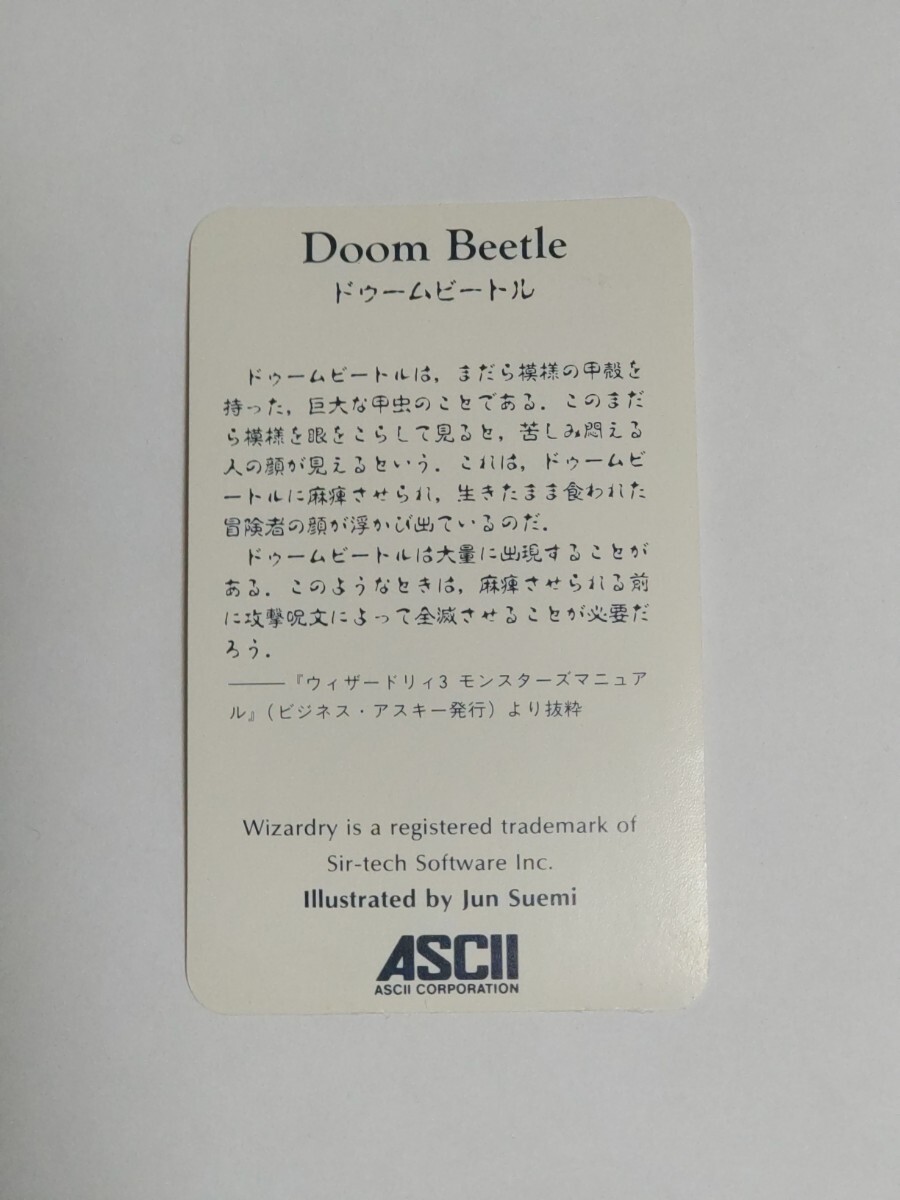 Doom Beetle
ドゥームビートル
ドゥームビートルは，まだら模様の甲殻を
持った，巨大な甲虫のことである．このまだ
ら模様を眼をこらして見ると，苦しみ悶える
人の顔が見えるという．これは，ドゥームビ
ートルに麻痺させられ，生きたまま食われた
冒険者の顔が浮かび出ているのだ．
ドゥームビートルは大量に出現することが
ある．このようなときは，麻痺させられる前
に攻撃呪文によって全滅させることが必要だ
ろう．
―――『ウィザードリィ3 モンスターズマニュア
ル』（ビジネス・アスキー発行）より抜粋
Wizardry is a registered trademark of
Sir-tech Software Inc.
Illustrated by Jun Suemi
ASCII
ASCII CORPORATION